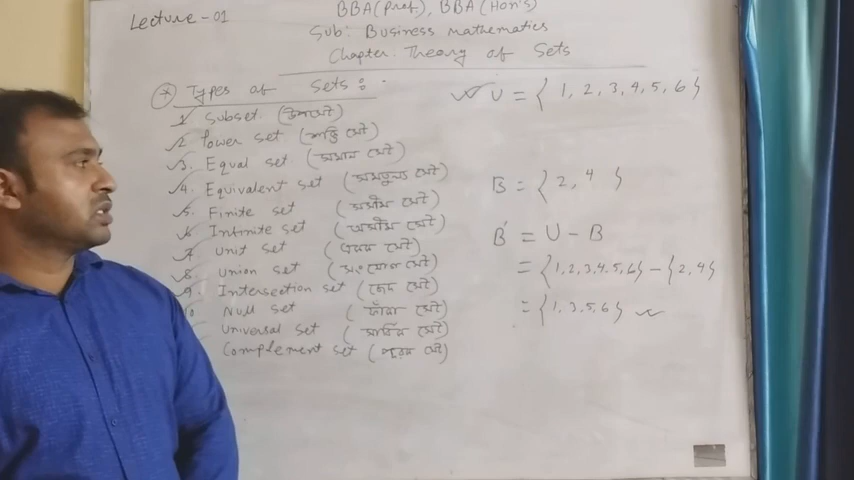 Lecture-01
BBA(Prof), BBA(Hon's)
Sub: Business mathematics
Chapter: Theory of Sets
* Types of Sets:
1. Subset (উপসেট)
2. Power set (শক্তি সেট)
3. Equal set (সমান সেট)
4. Equivalent set (সমতুল্য সেট)
5. Finite set (সসীম সেট)
6. Infinite set (অসীম সেট)
7. Unit set (একক সেট)
8. Union set (সংযোগ সেট)
9. Intersection set (ছেদ সেট)
10 Null set (ফাঁকা সেট)
Universal set (সার্বিক সেট)
Complement set (পূরক সেট)
U = { 1, 2, 3, 4, 5, 6 }
B = { 2, 4 }
B' = U - B
= {1,2,3,4,5,6} - {2,4}
= {1,3,5,6}